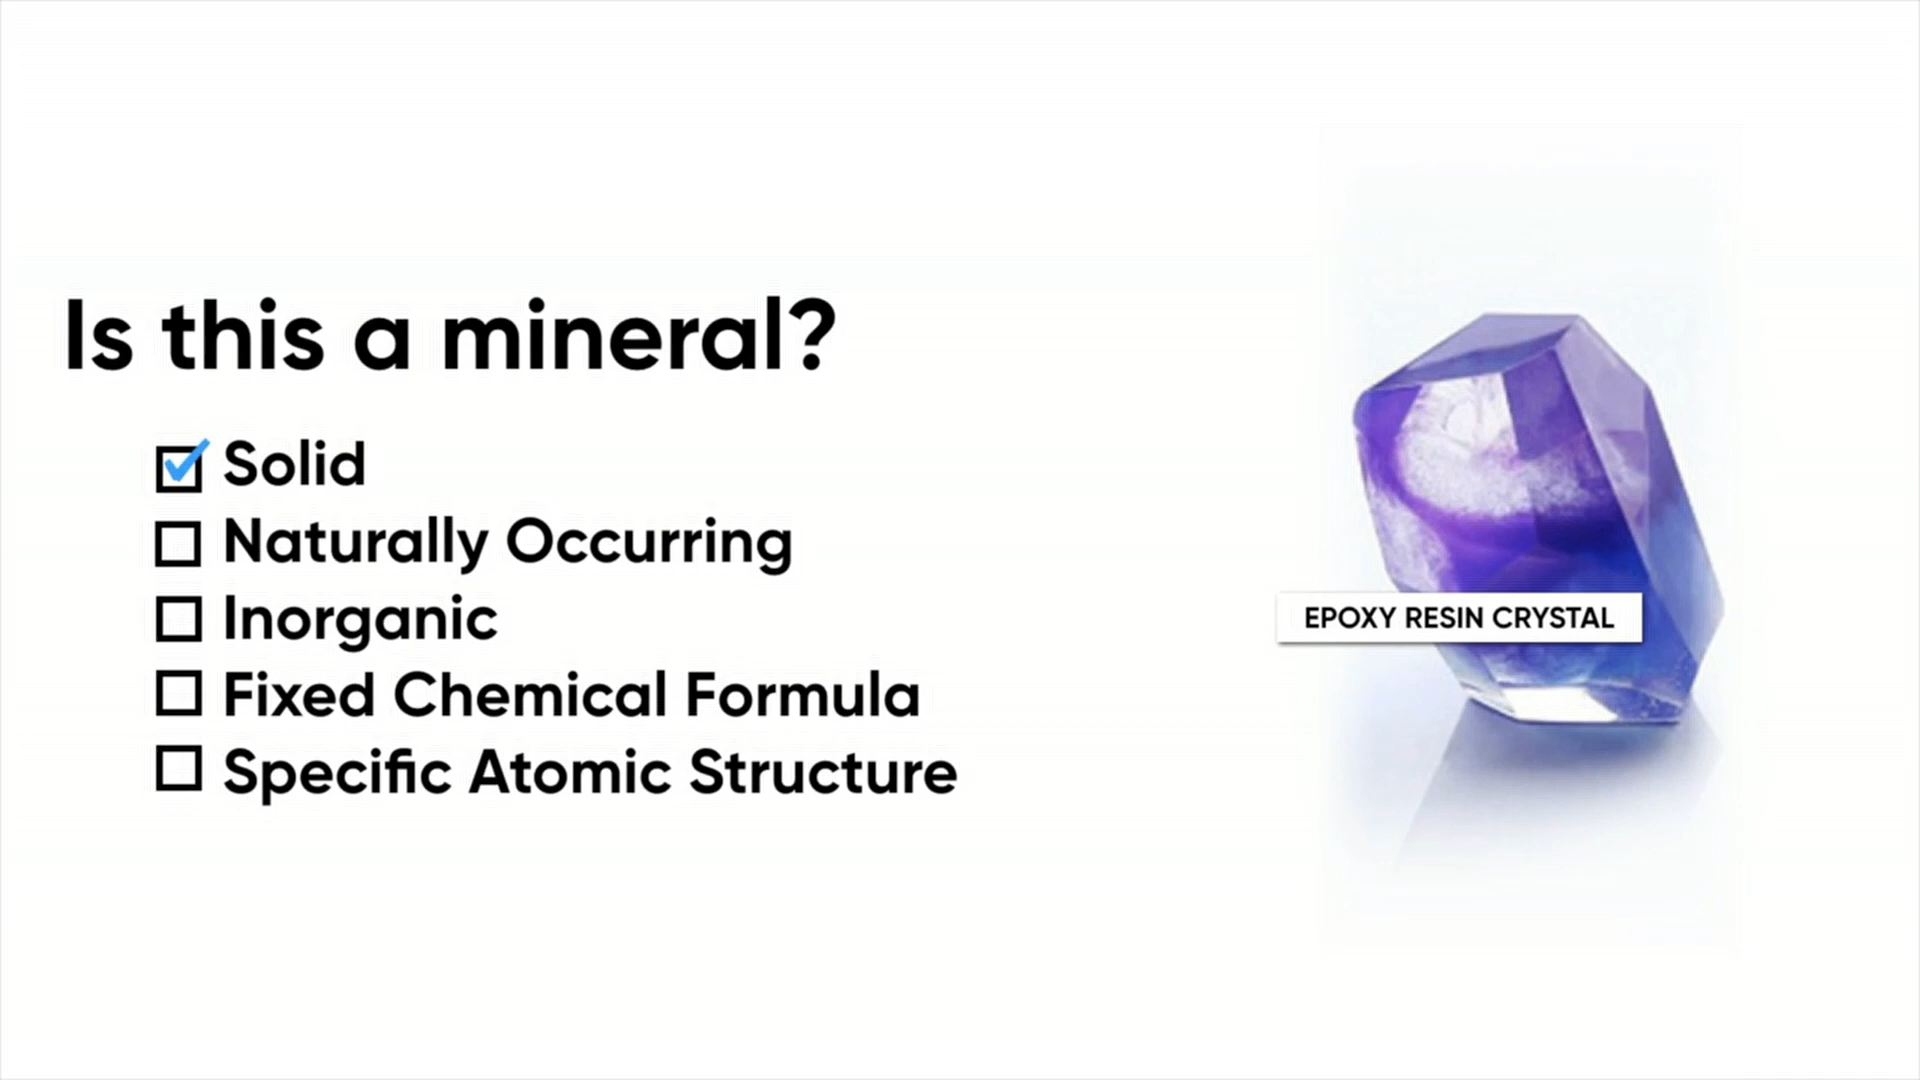 Is this a mineral?
Solid
Naturally Occurring
Inorganic
Fixed Chemical Formula
Specific Atomic Structure
EPOXY RESIN CRYSTAL